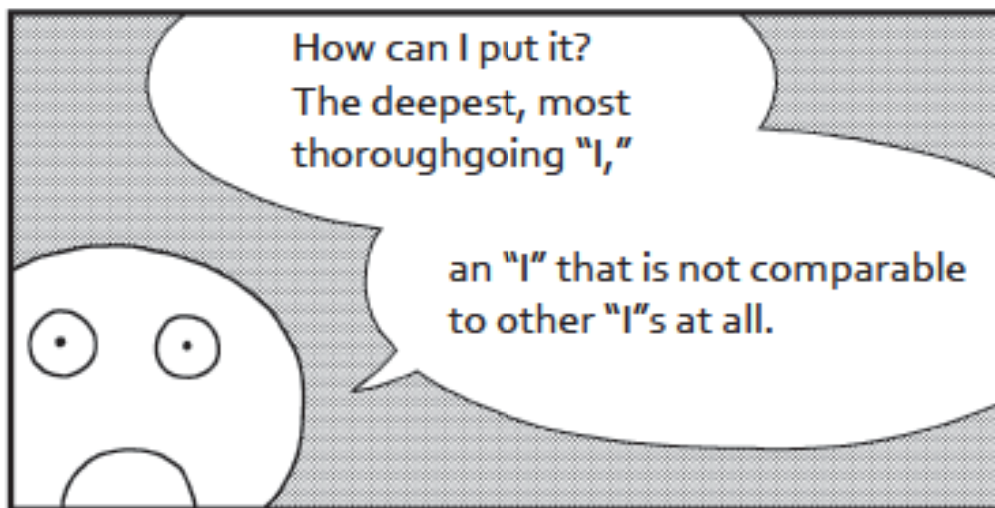 How can I put it?
The deepest, most
thoroughgoing “I,”
an “I” that is not comparable
to other “I”s at all.